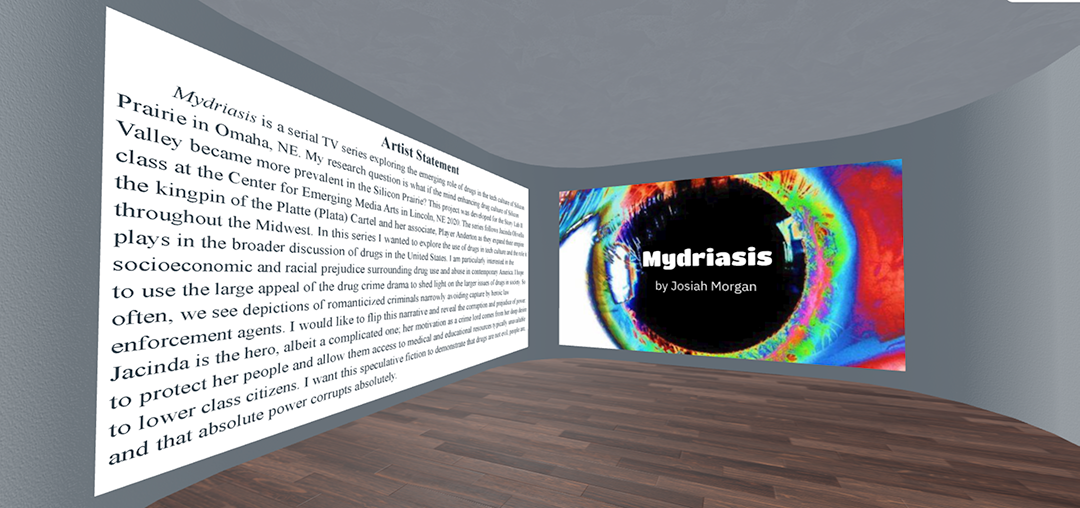 Artist Statement
Mydriasis is a serial TV series exploring the emerging role of drugs in the tech culture of Silicon
Prairie in Omaha, NE. My research question is what if the mind enhancing drug culture of Silicon
Valley became more prevalent in the Silicon Prairie? This project was developed for the Story Lab
class at the Center for Emerging Media Arts in Lincoln, NE 2020. The series follows Jacinda
the kingpin of the Platte (Plata) Cartel and her associate, Player Anderton as they expand their empire
throughout the Midwest. In this series I wanted to explore the use of drugs in tech culture and the role it
plays in the broader discussion of drugs in the United States. I am particularly interested in the
socioeconomic and racial prejudice surrounding drug use and abuse in contemporary America. I hope
to use the large appeal of the drug crime drama to shed light on the larger issues of drugs in society. So
often, we see depictions of romanticized criminals narrowly avoiding capture by heroic law
enforcement agents. I would like to flip this narrative and reveal the corruption and prejudice of power.
Jacinda is the hero, albeit a complicated one; her motivation as a crime lord comes from her deep desire
to protect her people and allow them access to medical and educational resources typically unavailable
to lower class citizens. I want this speculative fiction to demonstrate that drugs are not evil, people are,
and that absolute power corrupts absolutely.
Mydriasis
by Josiah Morgan